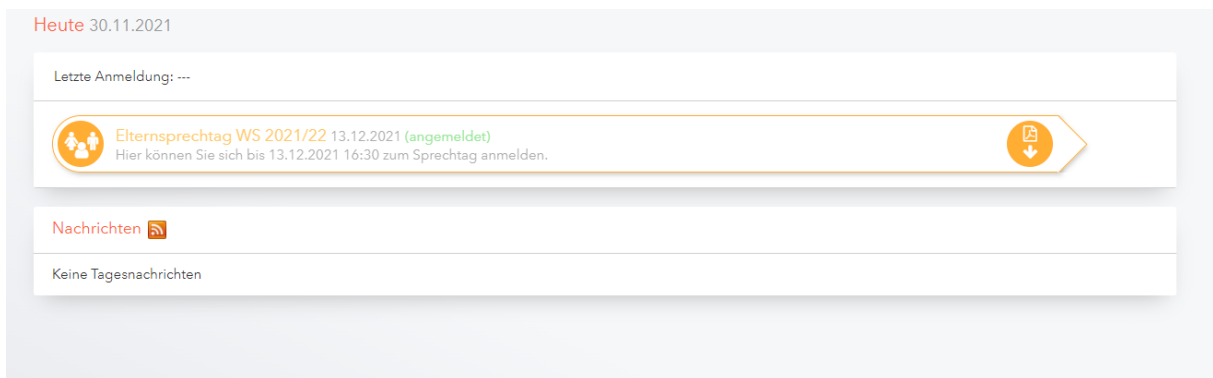 Heute 30.11.2021
Letzte Anmeldung: ---
Elternsprechtag WS 2021/22 13.12.2021 (angemeldet)
Hier können Sie sich bis 13.12.2021 16:30 zum Sprechtag anmelden.
Nachrichten
Keine Tagesnachrichten